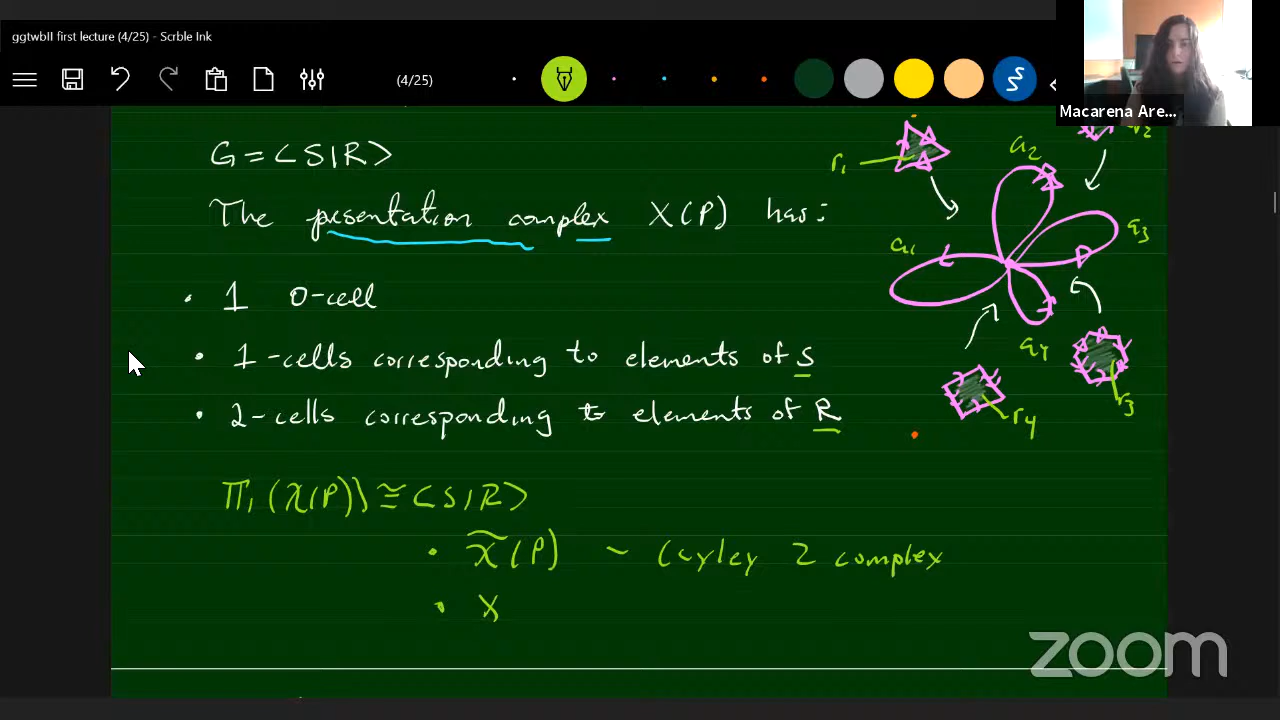 ggtwbII first lecture (4/25) - Scrble Ink
(4/25)
Macarena Are...
G = <S|R>
The presentation complex X(P) has:
• 1 0-cell
• 1-cells corresponding to elements of S
• 2-cells corresponding to elements of R
π₁(X(P)) ≅ <S|R>
• X̃(P) ~ Cayley 2 complex
• X
r₁
a₂
r₂
a₃
a₁
a₄
r₃
r₄
zoom